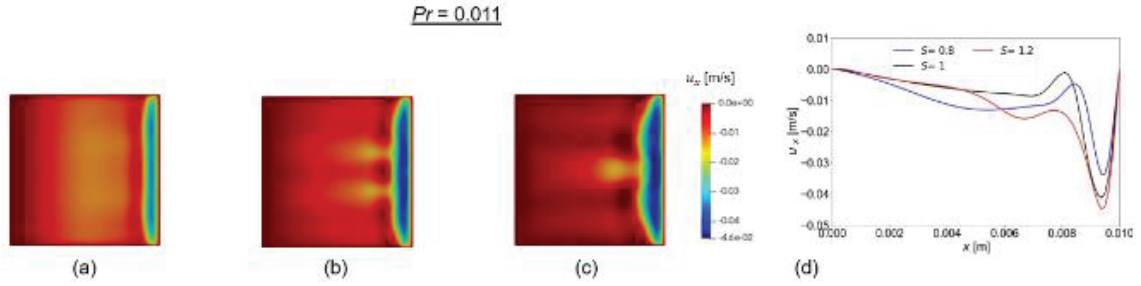 Pr = 0.011
u_x [m/s]
0.0e+00
-0.01
-0.02
-0.03
-0.04
-4.6e-02
0.01
0.00
-0.01
-0.02
-0.03
-0.04
-0.05
u_x [m/s]
S= 0.8
S= 1.2
S= 1
0.000
0.002
0.004
0.006
0.008
0.010
x [m]
(a)
(b)
(c)
(d)